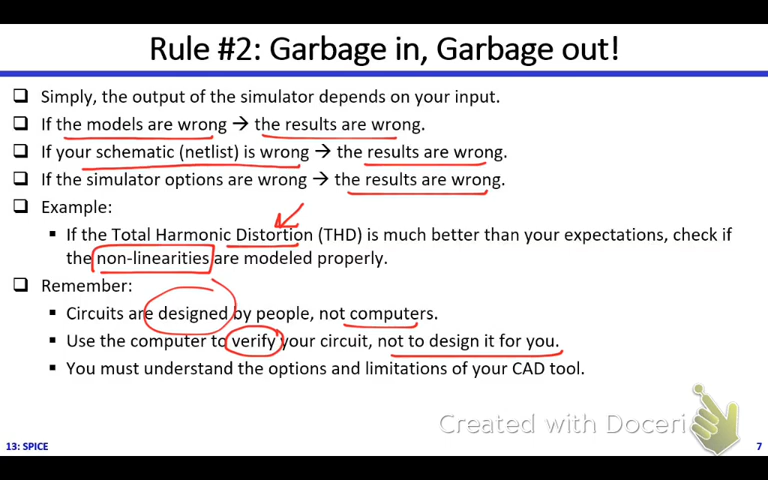 Rule #2: Garbage in, Garbage out!
❑ Simply, the output of the simulator depends on your input.
❑ If the models are wrong → the results are wrong.
❑ If your schematic (netlist) is wrong → the results are wrong.
❑ If the simulator options are wrong → the results are wrong.
❑ Example:
▪ If the Total Harmonic Distortion (THD) is much better than your expectations, check if
the non-linearities are modeled properly.
❑ Remember:
▪ Circuits are designed by people, not computers.
▪ Use the computer to verify your circuit, not to design it for you.
▪ You must understand the options and limitations of your CAD tool.
Created with Doceri
13: SPICE
7